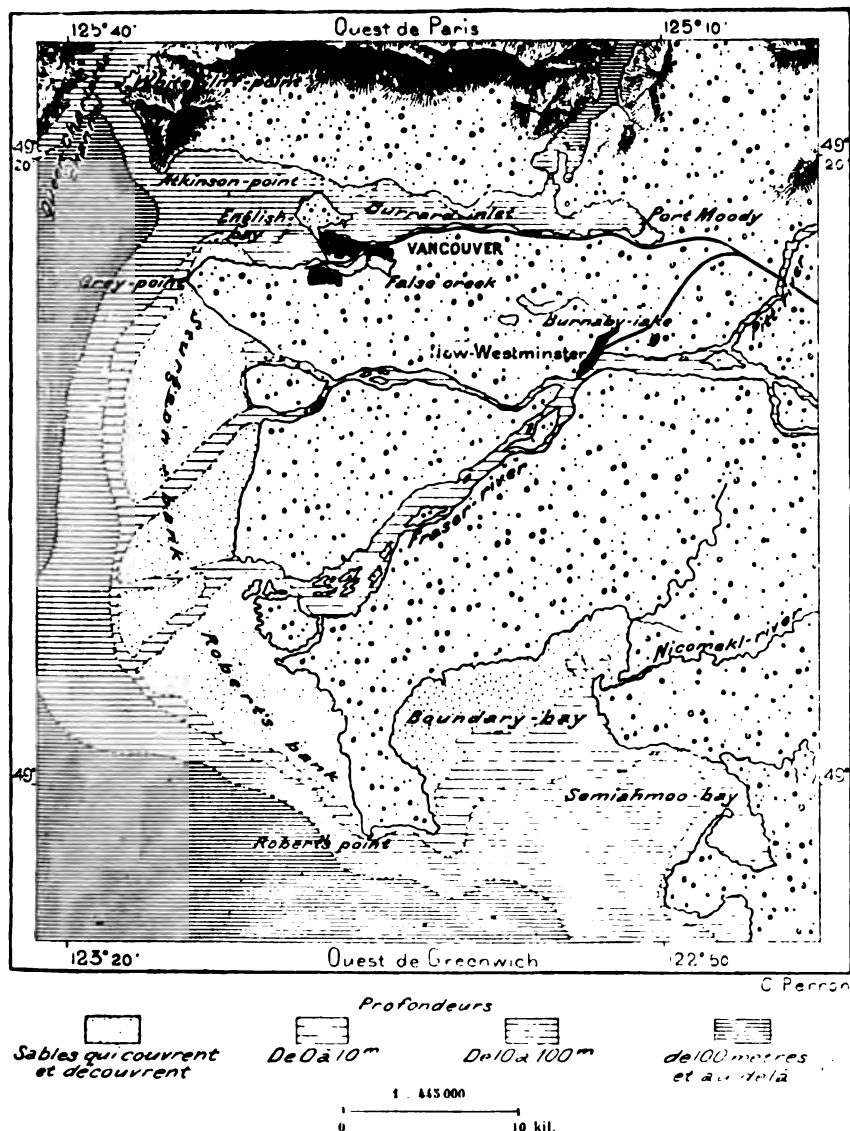 125° 40' Ouest de Paris 125° 10'
49°
20'
49°
20'
Atkinson-point
English-
bay
Burrard-inlet
Port Moody
VANCOUVER
Grey-point
False creek
Burnaby-lake
New-Westminster
Sturgeon-bank
Fraser river
Nicomekl-river
Roberts bank
Boundary-bay
49°
49°
Semiahmoo-bay
Roberts point
123° 20' Ouest de Greenwich 122° 50'
C Perron
Profondeurs
Sables qui couvrent
et découvrent
De 0 à 10m
De 10 à 100m
de 100 mètres
et au delà
1 : 445 000
0 10 kil.